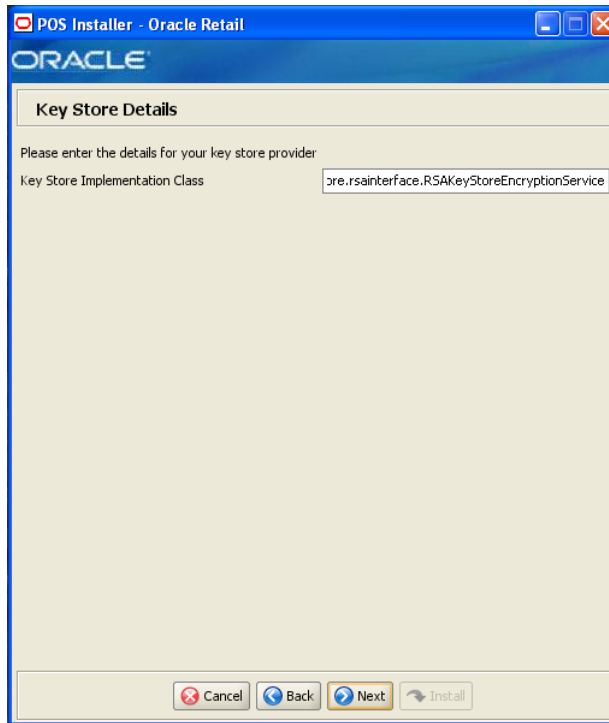 POS Installer - Oracle Retail
ORACLE
Key Store Details
Please enter the details for your key store provider
Key Store Implementation Class
ore.rsainterface.RSAKeyStoreEncryptionService
Cancel
Back
Next
Install